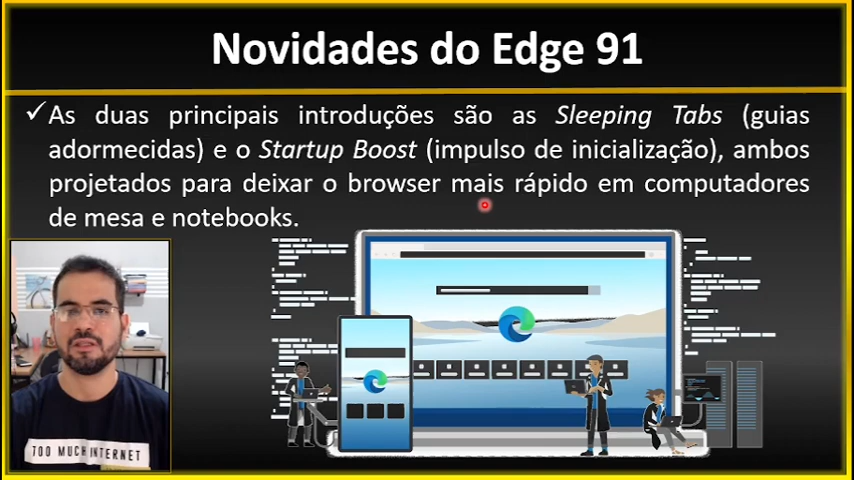 Novidades do Edge 91
✓As duas principais introduções são as Sleeping Tabs (guias
adormecidas) e o Startup Boost (impulso de inicialização), ambos
projetados para deixar o browser mais rápido em computadores
de mesa e notebooks.
TOO MUCH INTERNET